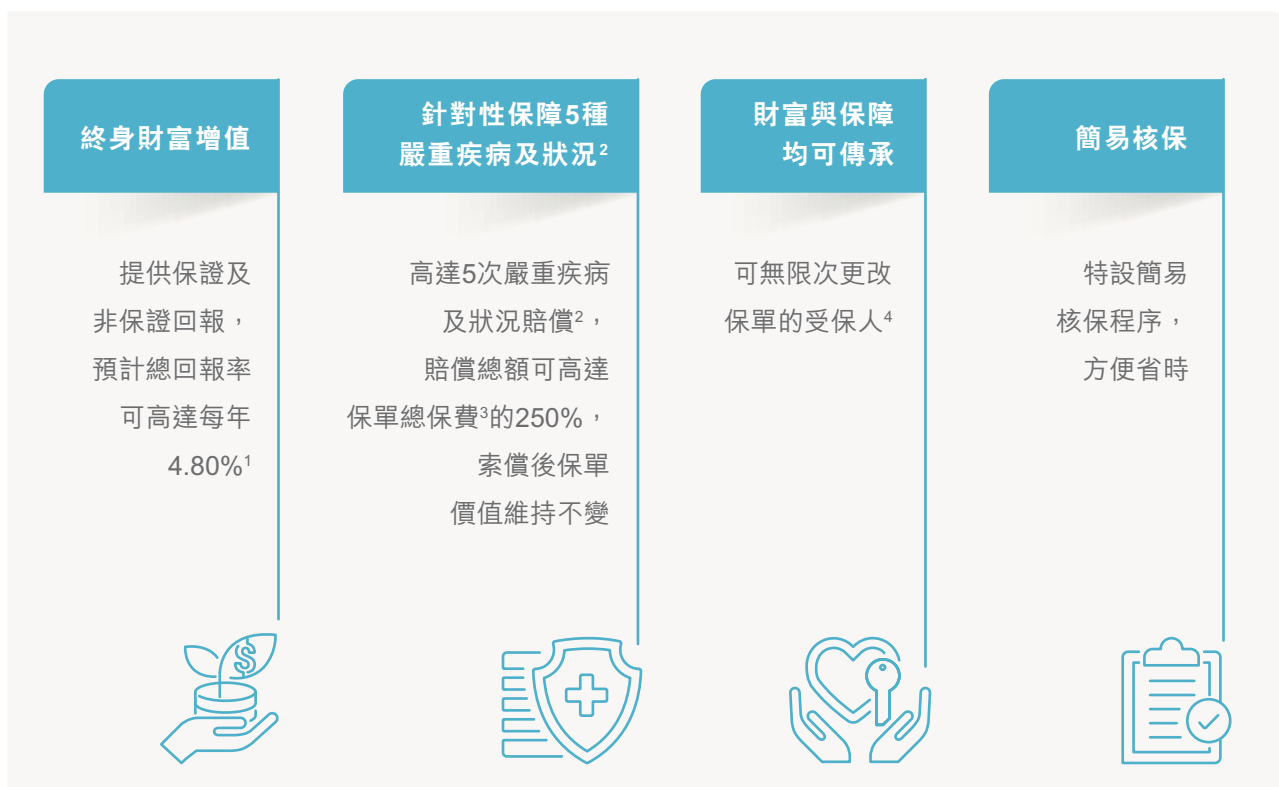 終身財富增值
提供保證及
非保證回報，
預計總回報率
可高達每年
4.80%¹
針對性保障5種
嚴重疾病及狀況²
高達5次嚴重疾病
及狀況賠償²，
賠償總額可高達
保單總保費³的250%，
索償後保單
價值維持不變
財富與保障
均可傳承
可無限次更改
保單的受保人⁴
簡易核保
特設簡易
核保程序，
方便省時
$